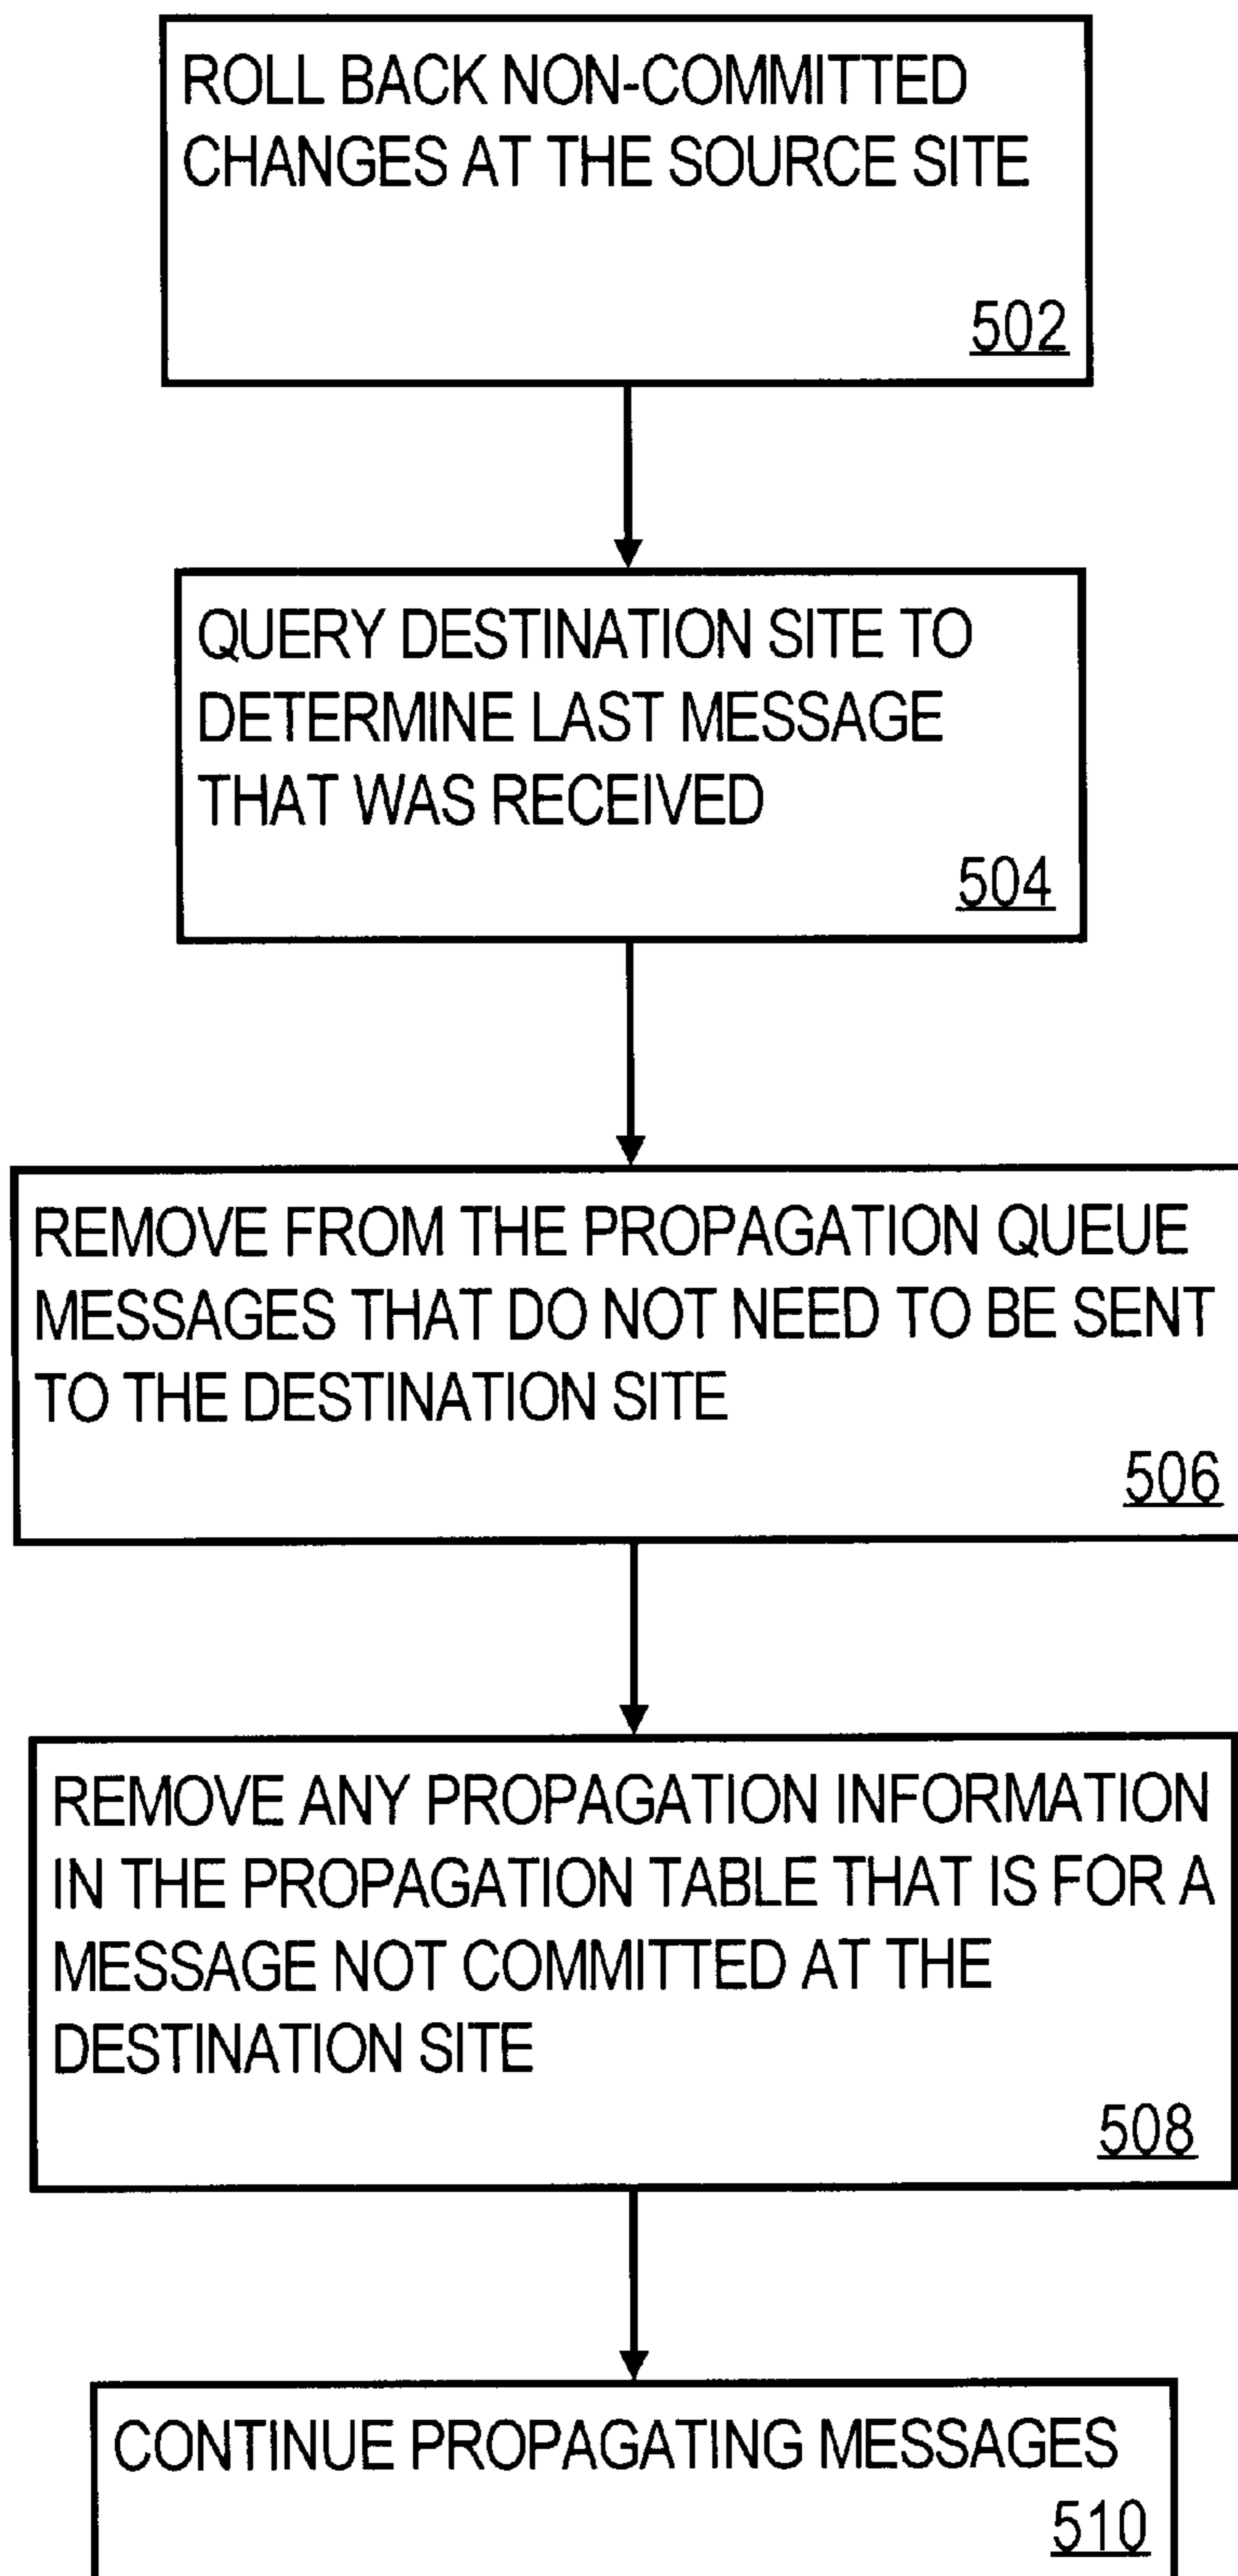 ROLL BACK NON-COMMITTED
CHANGES AT THE SOURCE SITE
502
QUERY DESTINATION SITE TO
DETERMINE LAST MESSAGE
THAT WAS RECEIVED
504
REMOVE FROM THE PROPAGATION QUEUE
MESSAGES THAT DO NOT NEED TO BE SENT
TO THE DESTINATION SITE
506
REMOVE ANY PROPAGATION INFORMATION
IN THE PROPAGATION TABLE THAT IS FOR A
MESSAGE NOT COMMITTED AT THE
DESTINATION SITE
508
CONTINUE PROPAGATING MESSAGES
510